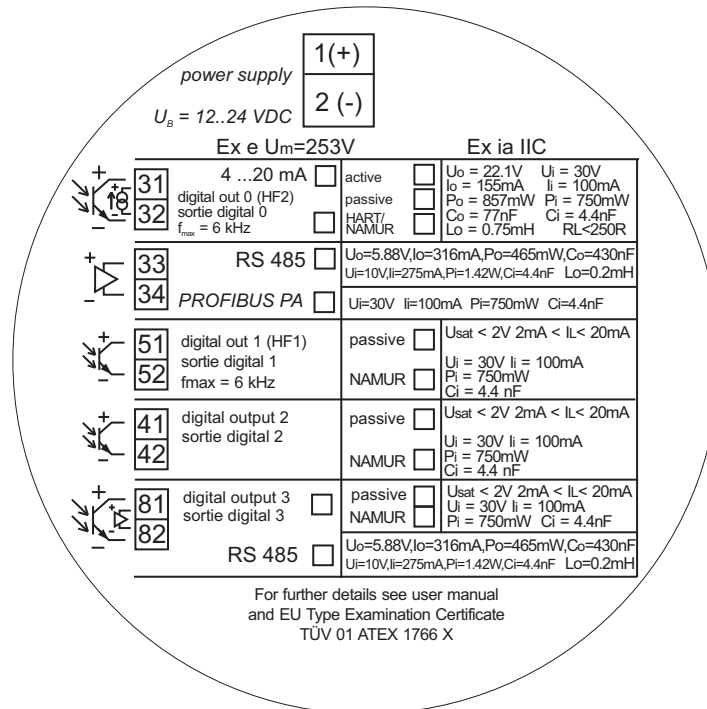 power supply
U_B = 12..24 VDC
1(+)
2 (-)
Ex e Um=253V
Ex ia IIC
+
−
31
32
4 ...20 mA
digital out 0 (HF2)
sortie digital 0
f_max = 6 kHz
active
passive
HART/
NAMUR
Uo = 22.1V Ui = 30V
Io = 155mA Ii = 100mA
Po = 857mW Pi = 750mW
Co = 77nF Ci = 4.4nF
Lo = 0.75mH RL<250R
+
−
33
34
RS 485
Uo=5.88V,Io=316mA,Po=465mW,Co=430nF
Ui=10V,Ii=275mA,Pi=1.42W,Ci=4.4nF Lo=0.2mH
PROFIBUS PA
Ui=30V Ii=100mA Pi=750mW Ci=4.4nF
+
−
51
52
digital out 1 (HF1)
sortie digital 1
fmax = 6 kHz
passive
NAMUR
Usat < 2V 2mA < IL< 20mA
Ui = 30V Ii = 100mA
Pi = 750mW
Ci = 4.4 nF
+
−
41
42
digital output 2
sortie digital 2
passive
NAMUR
Usat < 2V 2mA < IL< 20mA
Ui = 30V Ii = 100mA
Pi = 750mW
Ci = 4.4 nF
+
−
81
82
digital output 3
sortie digital 3
passive
NAMUR
Usat < 2V 2mA < IL< 20mA
Ui = 30V Ii = 100mA
Pi = 750mW Ci = 4.4nF
RS 485
Uo=5.88V,Io=316mA,Po=465mW,Co=430nF
Ui=10V,Ii=275mA,Pi=1.42W,Ci=4.4nF Lo=0.2mH
For further details see user manual
and EU Type Examination Certificate
TÜV 01 ATEX 1766 X